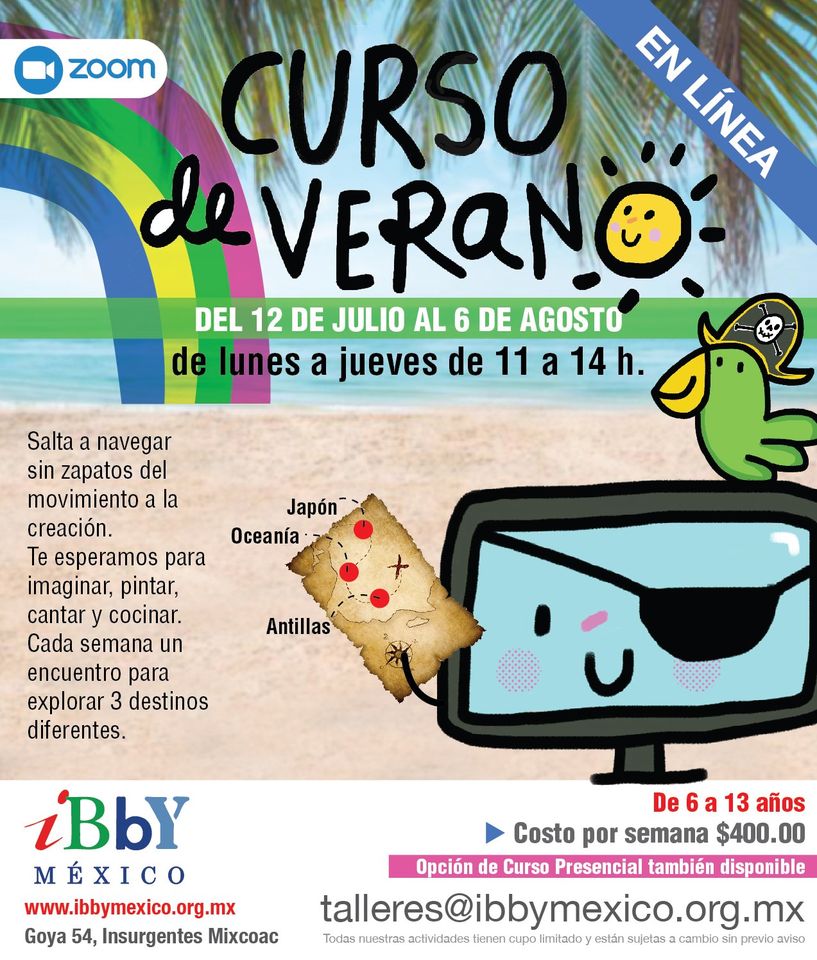 zoom
EN LÍNEA
CURSO
de VERANO
DEL 12 DE JULIO AL 6 DE AGOSTO
de lunes a jueves de 11 a 14 h.
Salta a navegar
sin zapatos del
movimiento a la
creación.
Te esperamos para
imaginar, pintar,
cantar y cocinar.
Cada semana un
encuentro para
explorar 3 destinos
diferentes.
Japón
Oceanía
Antillas
iBbY
MÉXICO
www.ibbymexico.org.mx
Goya 54, Insurgentes Mixcoac
De 6 a 13 años
Costo por semana $400.00
Opción de Curso Presencial también disponible
talleres@ibbymexico.org.mx
Todas nuestras actividades tienen cupo limitado y están sujetas a cambio sin previo aviso